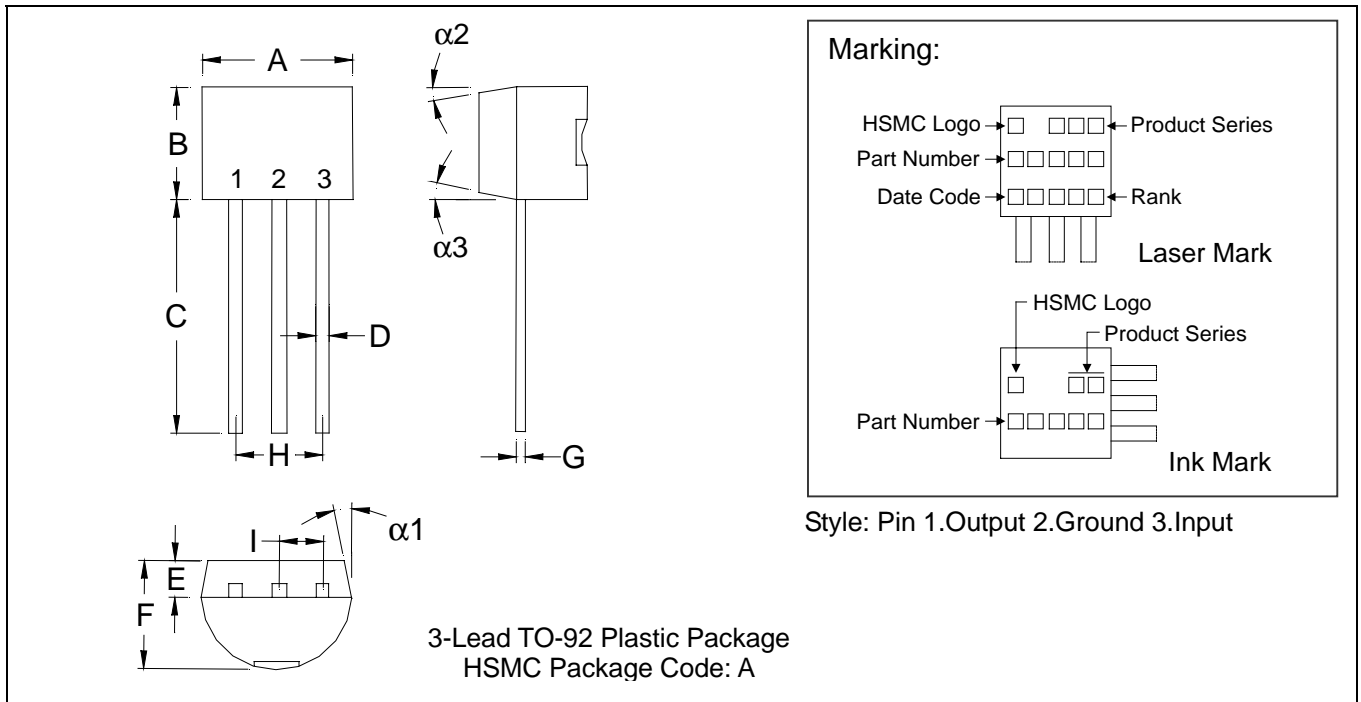 A
B
1 2 3
C
D
H
α2
α3
G
I
α1
E
F
3-Lead TO-92 Plastic Package
HSMC Package Code: A
Marking:
HSMC Logo
Product Series
Part Number
Date Code
Rank
Laser Mark
HSMC Logo
Product Series
Part Number
Ink Mark
Style: Pin 1.Output 2.Ground 3.Input